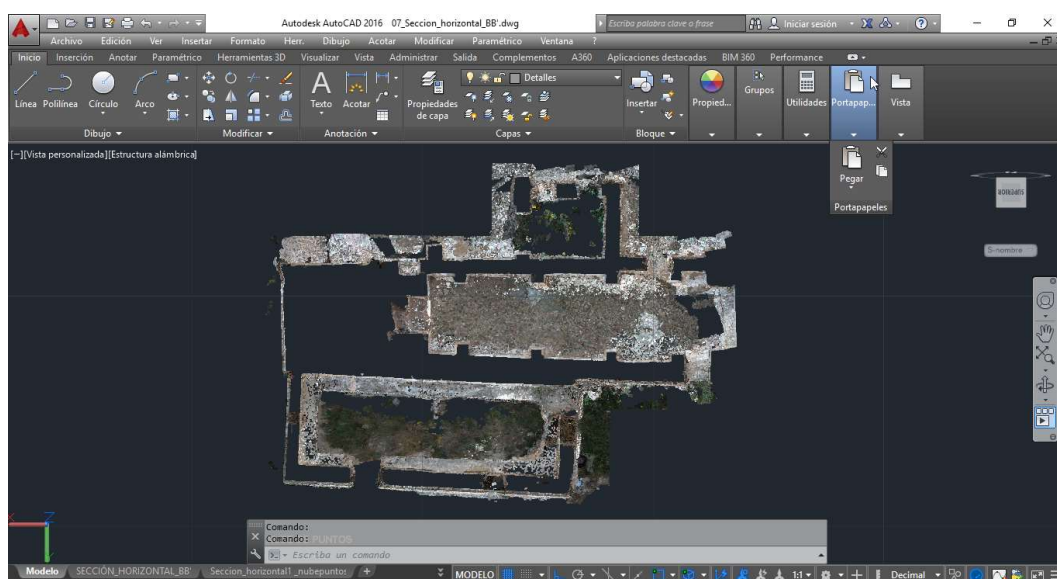 Autodesk AutoCAD 2016 07_Seccion_horizontal_BB'.dwg
Escriba palabra clave o frase
Iniciar sesión
Archivo Edición Ver Insertar Formato Herr. Dibujo Acotar Modificar Paramétrico Ventana ?
Inicio Inserción Anotar Paramétrico Herramientas 3D Visualizar Vista Administrar Salida Complementos A360 Aplicaciones destacadas BIM 360 Performance
Línea Polilínea Círculo Arco Texto Acotar Propiedades de capa Detalles Insertar Propied... Grupos Utilidades Portapap... Vista
Dibujo Modificar Anotación Capas Bloque
[−][Vista personalizada][Estructura alámbrica]
Pegar
Portapapeles
SUPERIOR
S-nombre
Comando:
Comando: PUNTOS
Escriba un comando
Modelo SECCIÓN_HORIZONTAL_BB' Seccion_horizontal1_nubepuntos +
MODELO 1:1 Decimal